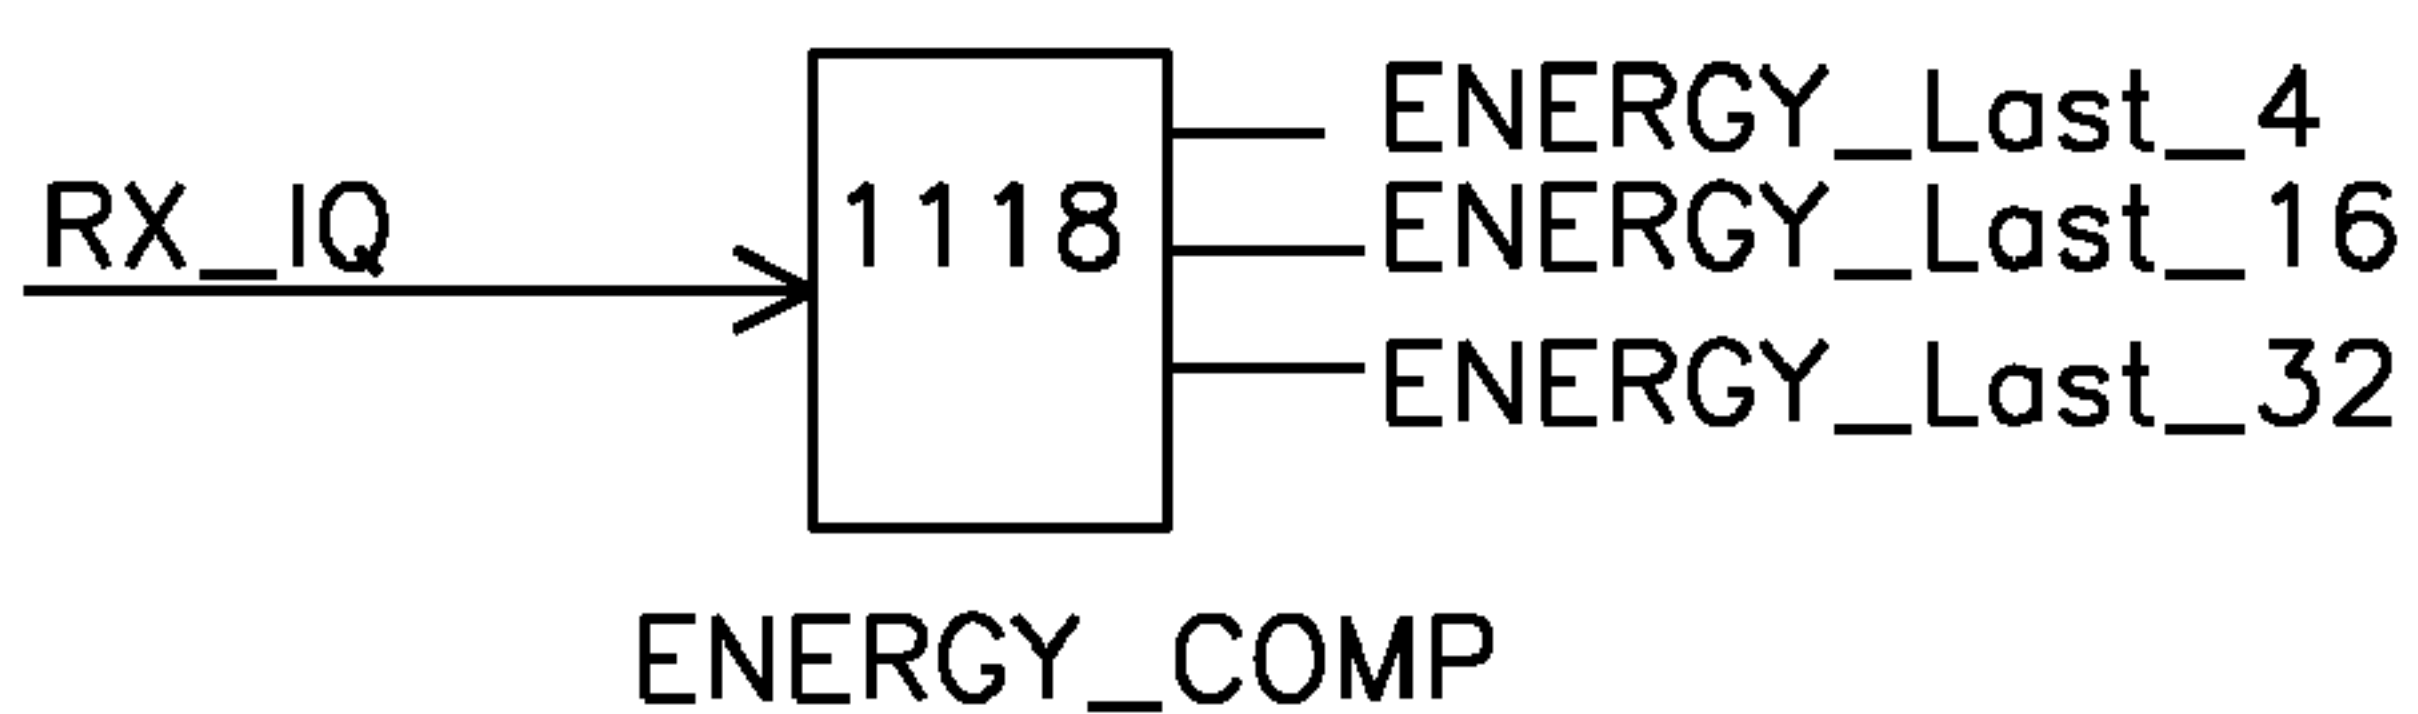 ENERGY_Last_4
RX_IQ
1118
ENERGY_Last_16
ENERGY_Last_32
ENERGY_COMP